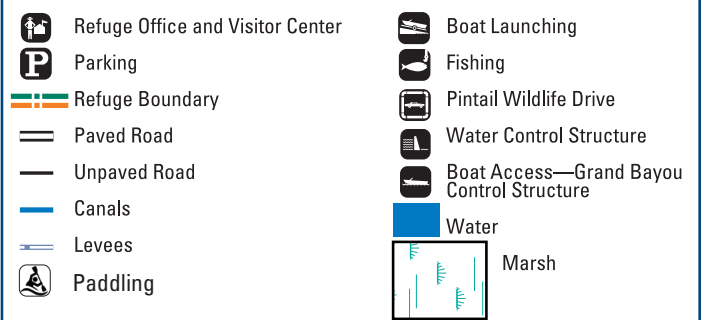 Refuge Office and Visitor Center
P Parking
Refuge Boundary
Paved Road
Unpaved Road
Canals
Levees
Paddling
Boat Launching
Fishing
Pintail Wildlife Drive
Water Control Structure
Boat Access—Grand Bayou
Control Structure
Water
Marsh